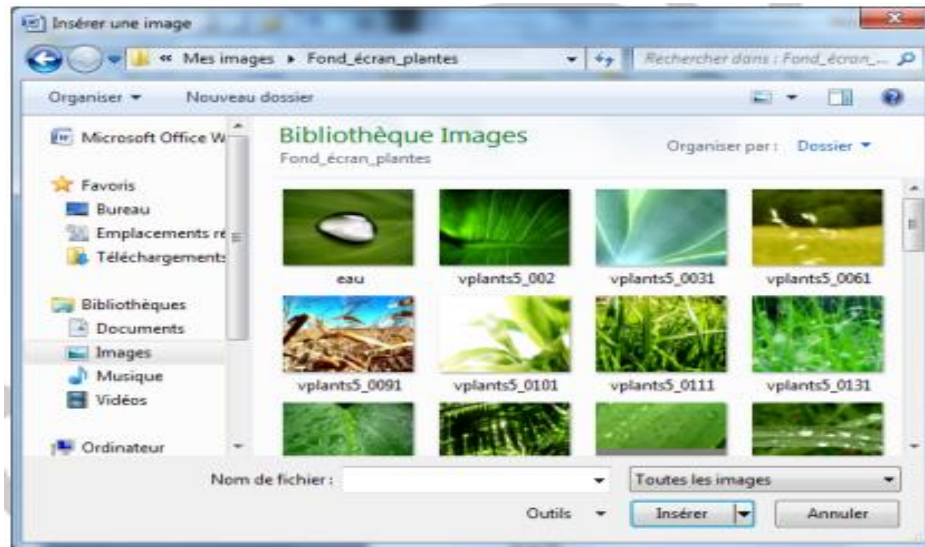 Insérer une image
« Mes images ▸ Fond_écran_plantes
Rechercher dans : Fond_écran_...
Organiser Nouveau dossier
Microsoft Office W
Favoris
Bureau
Emplacements ré
Téléchargements
Bibliothèques
Documents
Images
Musique
Vidéos
Ordinateur
Bibliothèque Images
Fond_écran_plantes
Organiser par : Dossier
eau vplants5_002 vplants5_0031 vplants5_0061
vplants5_0091 vplants5_0101 vplants5_0111 vplants5_0131
Nom de fichier : Toutes les images
Outils Insérer Annuler